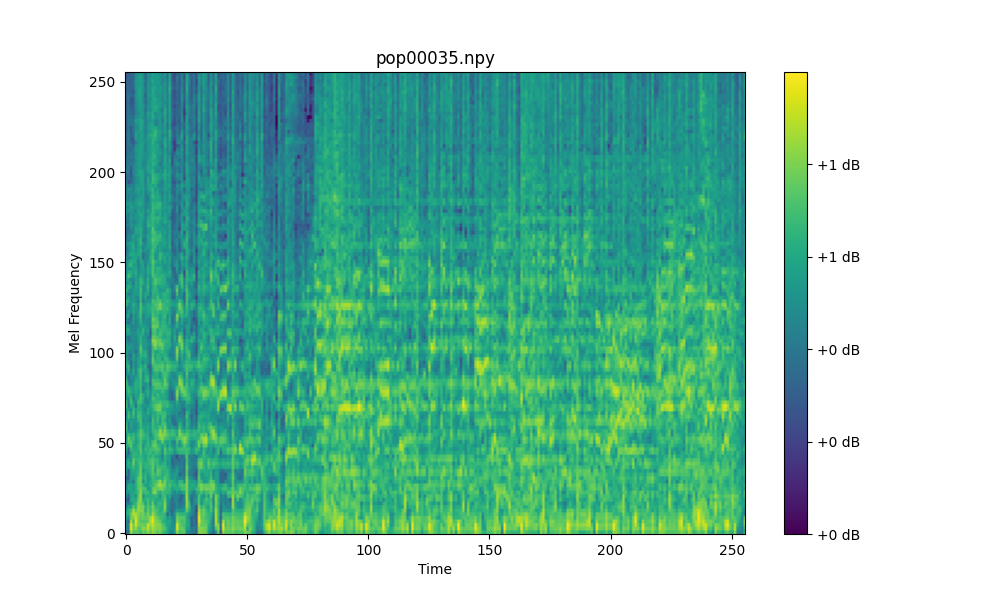 pop00035.npy
250
200
150
100
50
0
Mel Frequency
0 50 100 150 200 250
Time
+1 dB
+1 dB
+0 dB
+0 dB
+0 dB